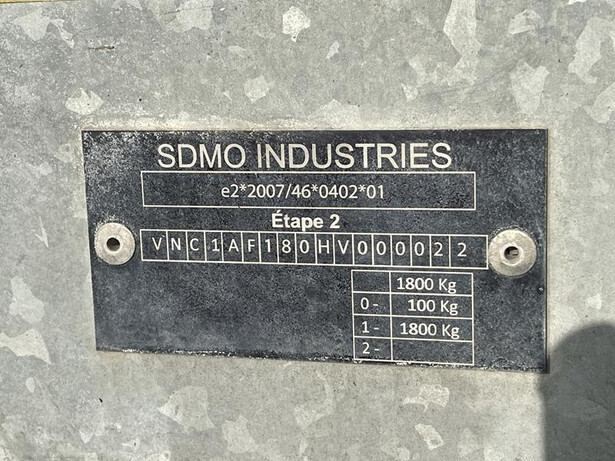 SDMO INDUSTRIES
e2*2007/46*0402*01
Étape 2
VNC1AF180HV000022
1800 Kg
0- 100 Kg
1- 1800 Kg
2-